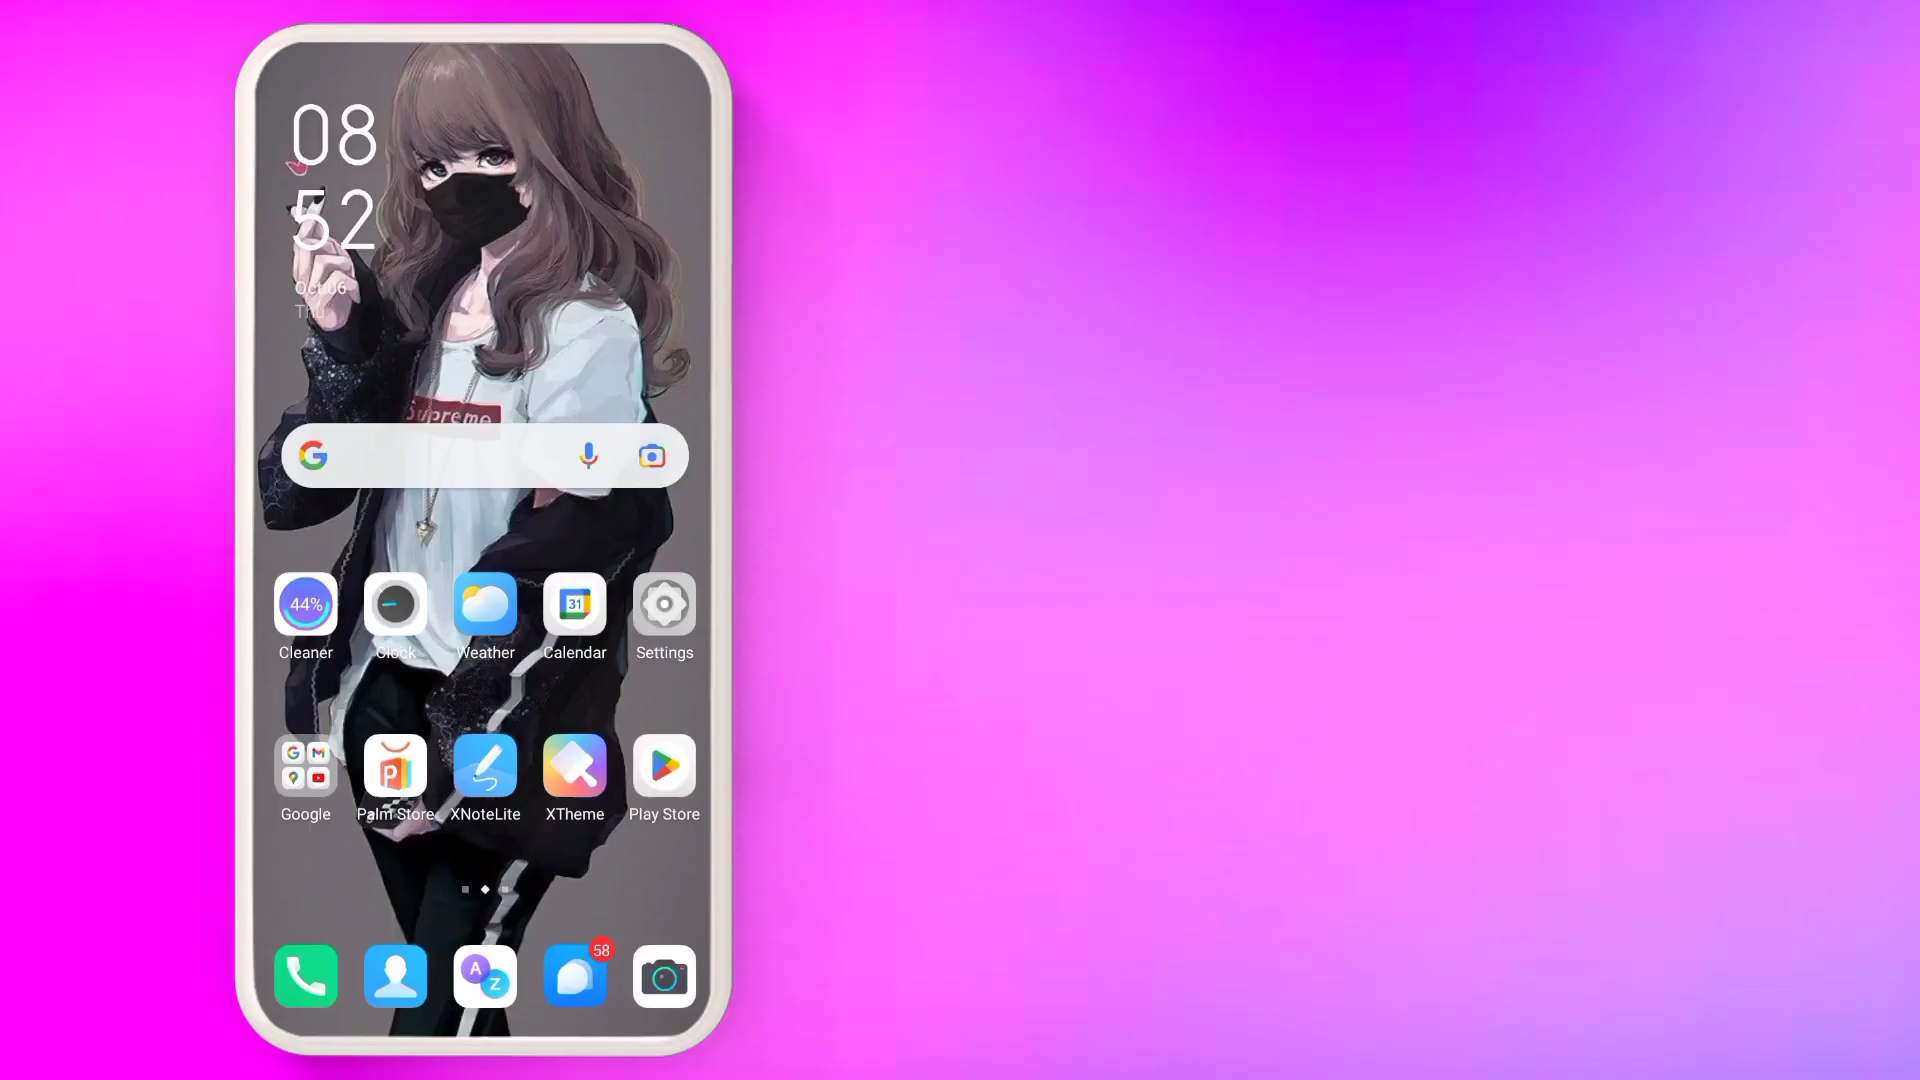 08
52
Oct 06
Thu
Supreme
44%
31
Cleaner
Clock
Weather
Calendar
Settings
Google
Palm Store
XNoteLite
XTheme
Play Store
A
Z
58